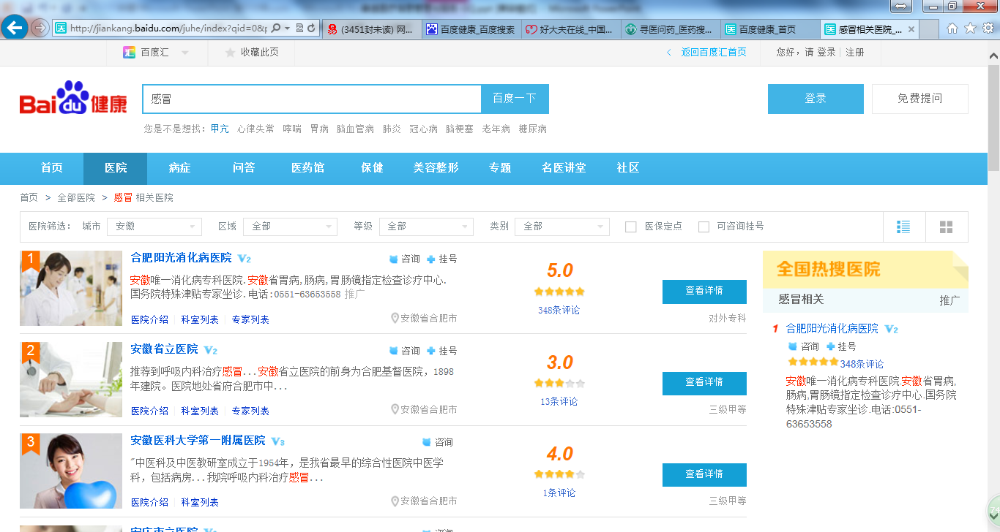 http://jiankang.baidu.com/juhe/index?qid=0&p
(3451封未读) 网...
百度健康_百度搜索
好大夫在线_中国...
寻医问药_医药搜...
百度健康_首页
感冒相关医院_...
百度汇
收藏此页
返回百度汇首页
您好，请 登录 | 注册
Baidu健康
感冒
百度一下
登录
免费提问
您是不是想找: 甲亢 心律失常 哮喘 胃病 脑血管病 肺炎 冠心病 脑梗塞 老年病 糖尿病
首页 医院 病症 问答 医药馆 保健 美容整形 专题 名医讲堂 社区
首页 > 全部医院 > 感冒 相关医院
医院筛选： 城市 安徽 区域 全部 等级 全部 类别 全部 医保定点 可咨询挂号
1
合肥阳光消化病医院 V2
咨询 挂号
安徽唯一消化病专科医院.安徽省胃病,肠病,胃肠镜指定检查诊疗中心.
国务院特殊津贴专家坐诊.电话:0551-63653558 推广
医院介绍 | 科室列表 | 专家列表
安徽省合肥市
5.0
348条评论
查看详情
对外专科
2
安徽省立医院 V2
咨询 挂号
推荐到呼吸内科治疗感冒...安徽省立医院的前身为合肥基督医院，1898
年建院。医院地处省府合肥市中...
医院介绍 | 科室列表 | 专家列表
安徽省合肥市
3.0
13条评论
查看详情
三级甲等
3
安徽医科大学第一附属医院 V3
咨询
"中医科及中医教研室成立于1954年，是我省最早的综合性医院中医学
科，包括病房...我院呼吸内科治疗感冒...
医院介绍 | 科室列表
安徽省合肥市
4.0
1条评论
查看详情
三级甲等
安庆市立医院
咨询
全国热搜医院
感冒相关
推广
1 合肥阳光消化病医院 V2
咨询 挂号
348条评论
安徽唯一消化病专科医院.安徽省胃病,
肠病,胃肠镜指定检查诊疗中心.国务院
特殊津贴专家坐诊.电话:0551-
63653558
74